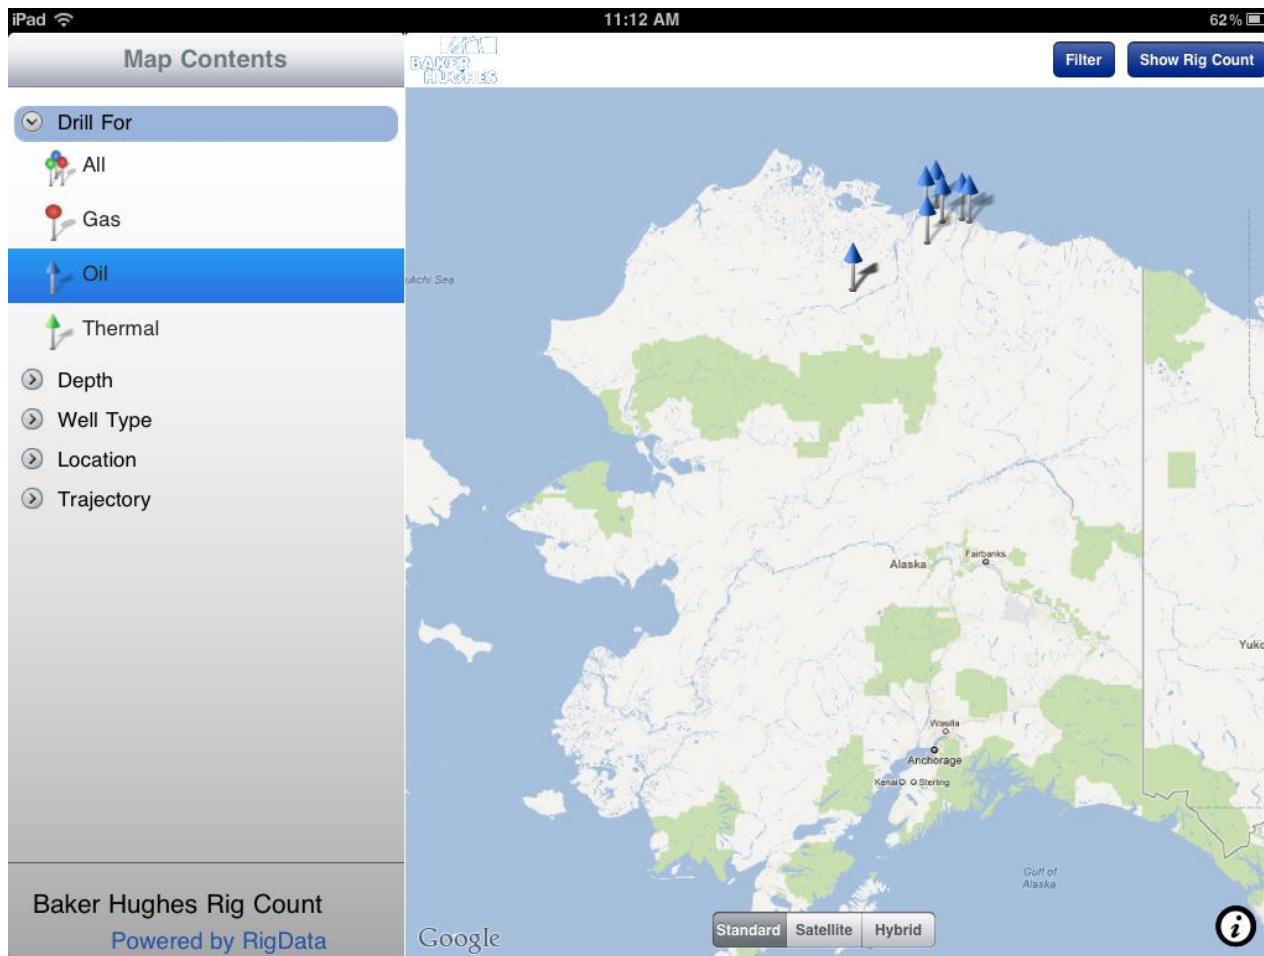 iPad
11:12 AM
62%
Map Contents
BAKER
HUGHES
Filter
Show Rig Count
Drill For
All
Gas
Oil
Thermal
Depth
Well Type
Location
Trajectory
Baker Hughes Rig Count
Powered by RigData
ukchi Sea
Alaska
Fairbanks
Yuko
Wasilla
Anchorage
Kenai
Sterling
Gulf of
Alaska
Google
Standard
Satellite
Hybrid
i